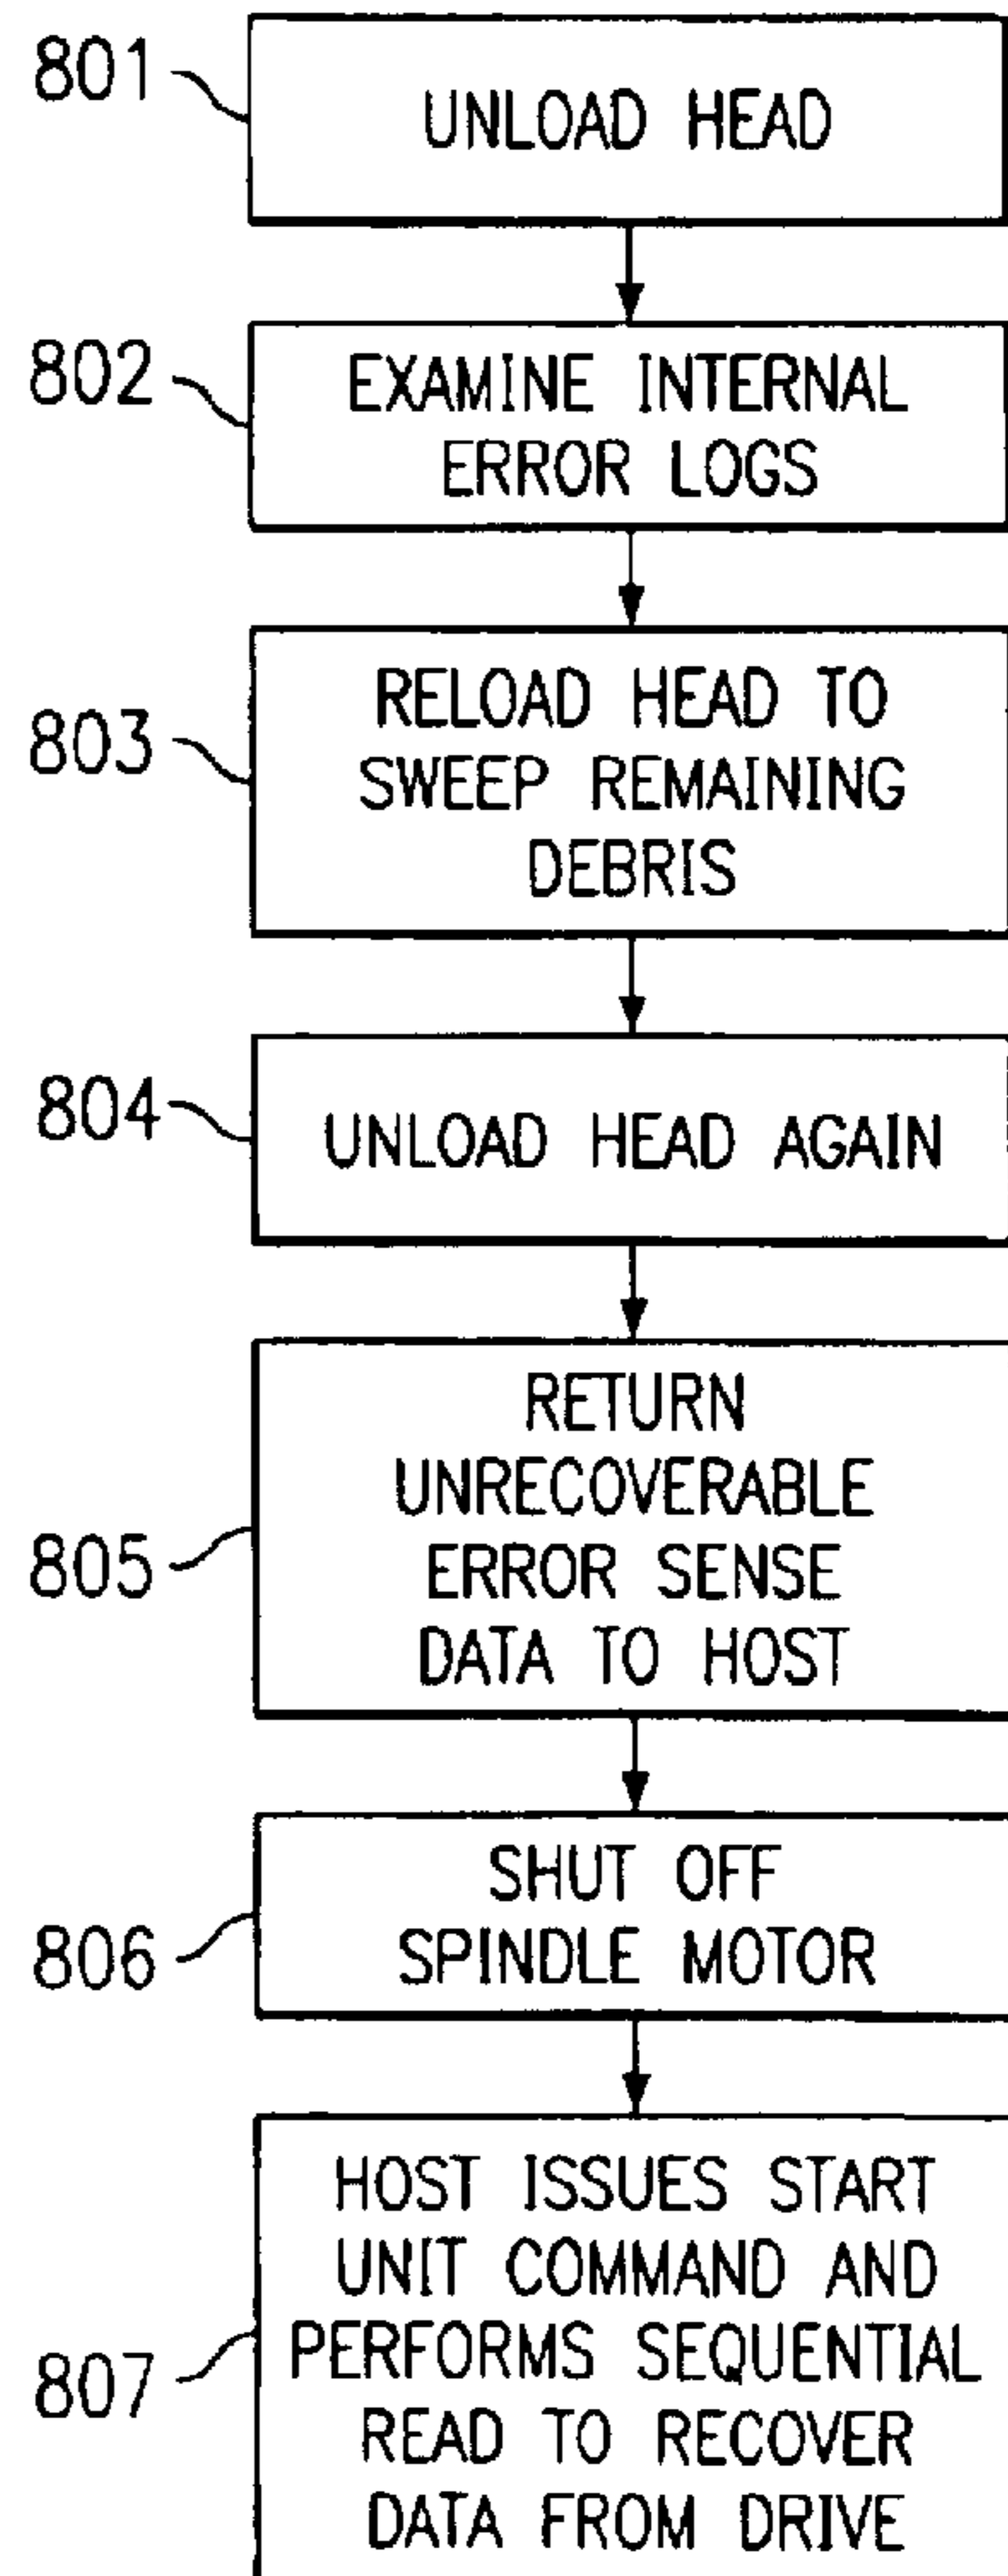 801
UNLOAD HEAD
802
EXAMINE INTERNAL
ERROR LOGS
803
RELOAD HEAD TO
SWEEP REMAINING
DEBRIS
804
UNLOAD HEAD AGAIN
805
RETURN
UNRECOVERABLE
ERROR SENSE
DATA TO HOST
806
SHUT OFF
SPINDLE MOTOR
807
HOST ISSUES START
UNIT COMMAND AND
PERFORMS SEQUENTIAL
READ TO RECOVER
DATA FROM DRIVE